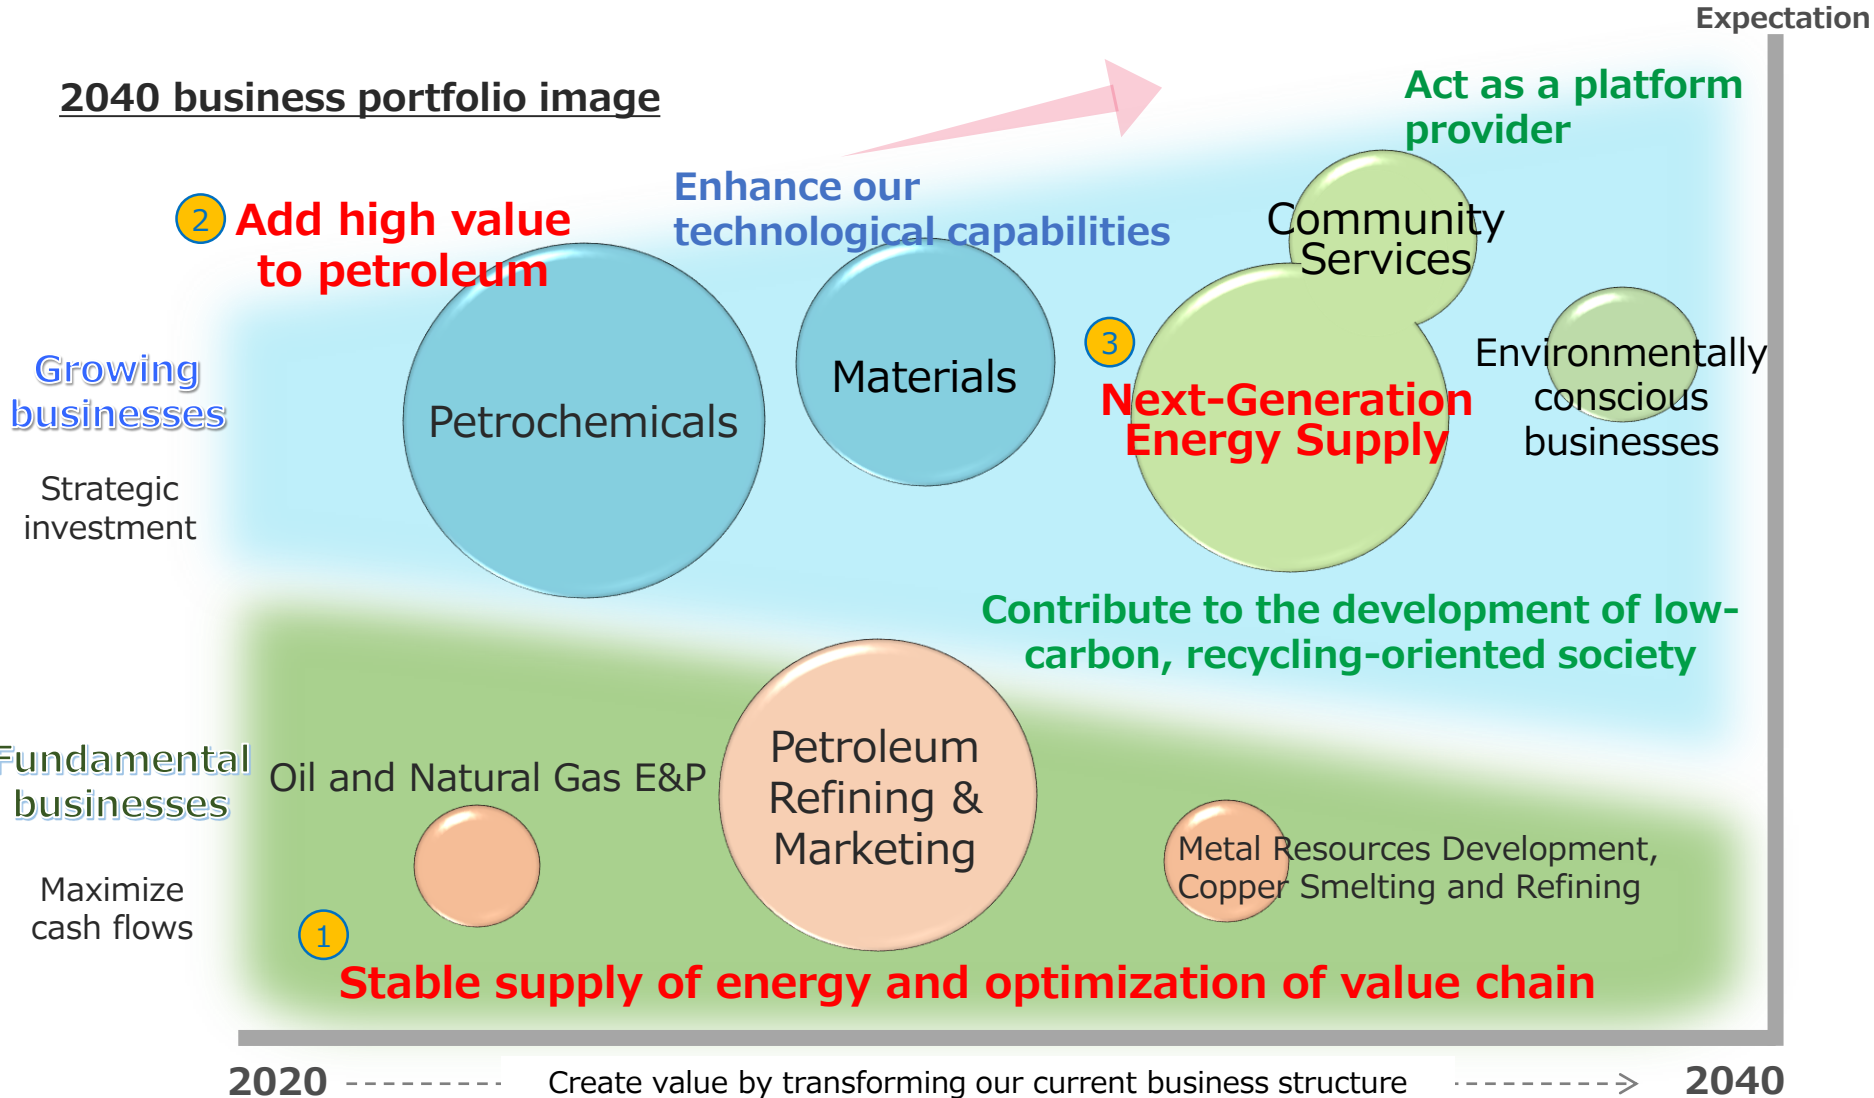 Expectation
2040 business portfolio image
Act as a platform
provider
Enhance our
technological capabilities
2
Add high value
to petroleum
Community
Services
Growing
businesses
Strategic
investment
Petrochemicals
Materials
3
Next-Generation
Energy Supply
Environmentally
conscious
businesses
Contribute to the development of low-
carbon, recycling-oriented society
Fundamental
businesses
Maximize
cash flows
Oil and Natural Gas E&P
Petroleum
Refining &
Marketing
Metal Resources Development,
Copper Smelting and Refining
1
Stable supply of energy and optimization of value chain
2020
Create value by transforming our current business structure
2040